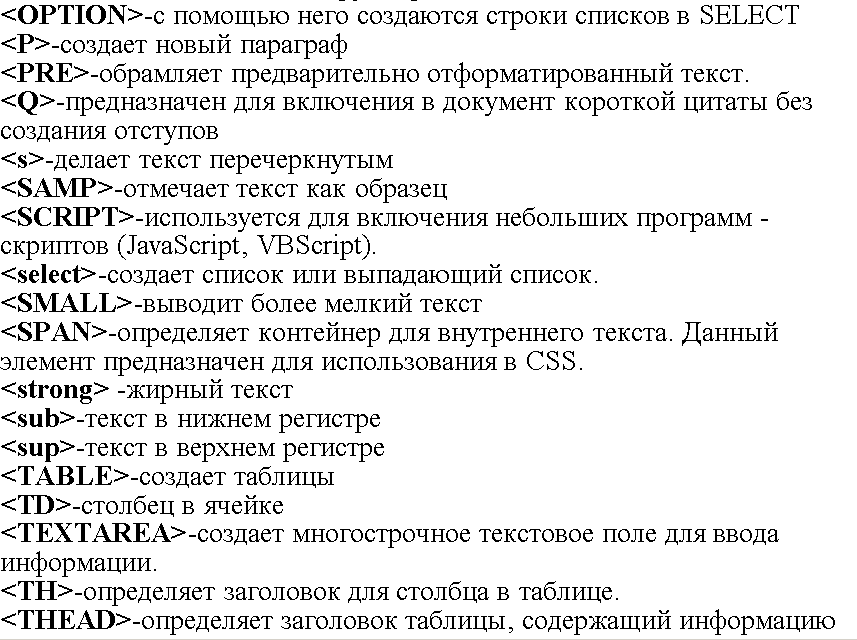 <OPTION>-с помощью него создаются строки списков в SELECT
<P>-создает новый параграф
<PRE>-обрамляет предварительно отформатированный текст.
<Q>-предназначен для включения в документ короткой цитаты без
создания отступов
<s>-делает текст перечеркнутым
<SAMP>-отмечает текст как образец
<SCRIPT>-используется для включения небольших программ -
скриптов (JavaScript, VBScript).
<select>-создает список или выпадающий список.
<SMALL>-выводит более мелкий текст
<SPAN>-определяет контейнер для внутреннего текста. Данный
элемент предназначен для использования в CSS.
<strong> -жирный текст
<sub>-текст в нижнем регистре
<sup>-текст в верхнем регистре
<TABLE>-создает таблицы
<TD>-столбец в ячейке
<TEXTAREA>-создает многострочное текстовое поле для ввода
информации.
<TH>-определяет заголовок для столбца в таблице.
<THEAD>-определяет заголовок таблицы, содержащий информацию